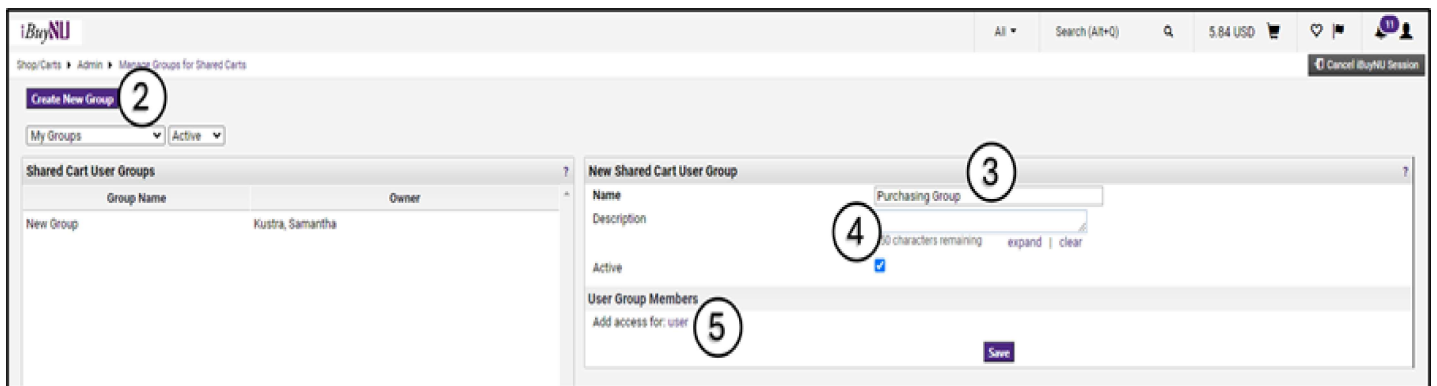 iBuyNU All Search (Alt+Q) 5.84 USD 11
Shop/Carts Admin Manage Groups for Shared Carts Cancel iBuyNU Session
Create New Group 2
My Groups Active
Shared Cart User Groups ?
Group Name Owner
New Group Kustra, Samantha
New Shared Cart User Group 3 ?
Name Purchasing Group
Description 4
characters remaining expand | clear
Active
User Group Members
Add access for: user 5
Save